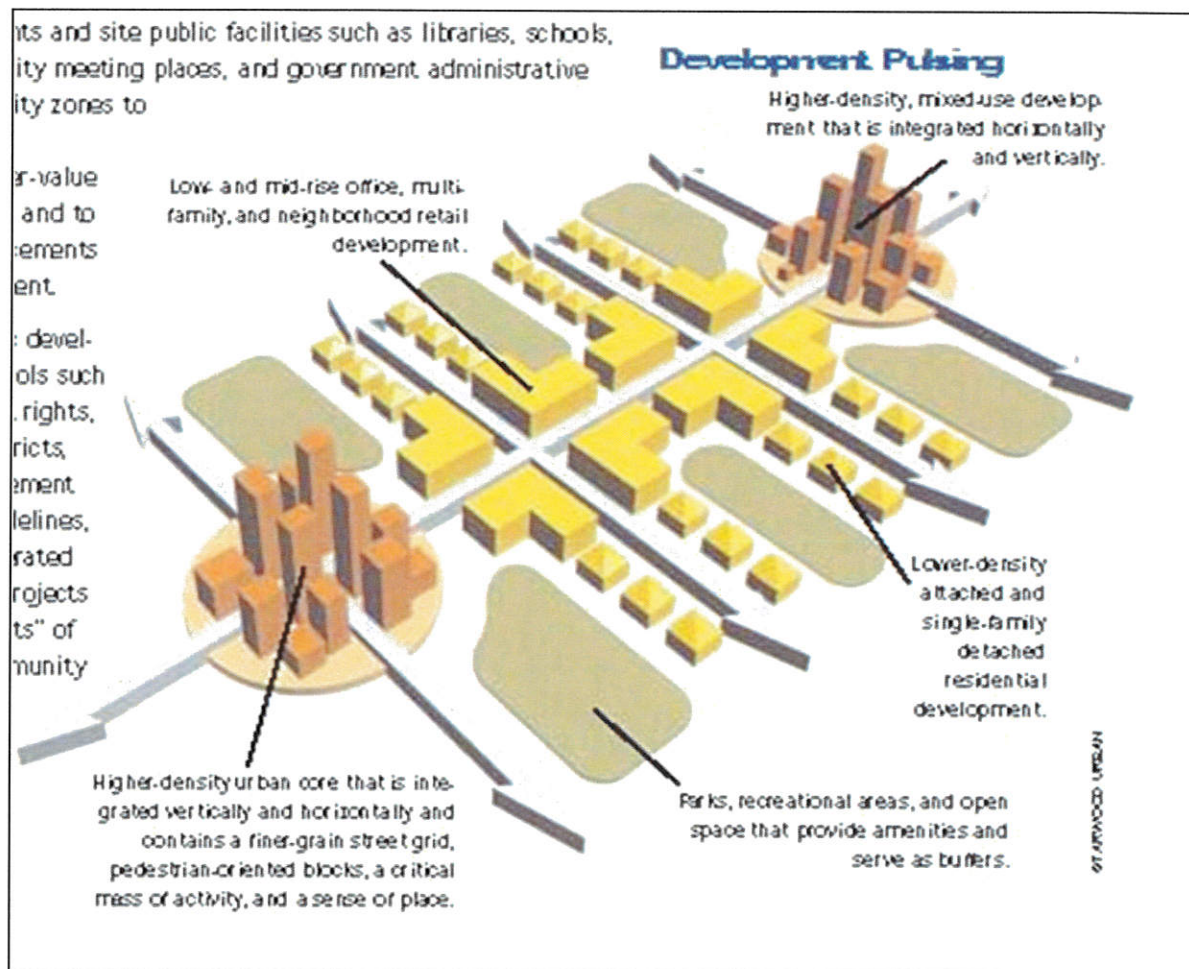 nts and site public facilities such as libraries, schools,
ity meeting places, and government administrative
ity zones to
er-value
and to
cements
ent.
c devel-
ols such
rights,
ricts,
ement
delines,
rated
rojects
ts" of
munity
Development Pulsing
Higher-density, mixed-use develop-
ment that is integrated horizontally
and vertically.
Low- and mid-rise office, multi-
family, and neighborhood retail
development.
Lower-density
attached and
single-family
detached
residential
development.
Higher-density urban core that is inte-
grated vertically and horizontally and
contains a finer-grain street grid,
pedestrian-oriented blocks, a critical
mass of activity, and a sense of place.
Parks, recreational areas, and open
space that provide amenities and
serve as buffers.
STARWOOD URBAN